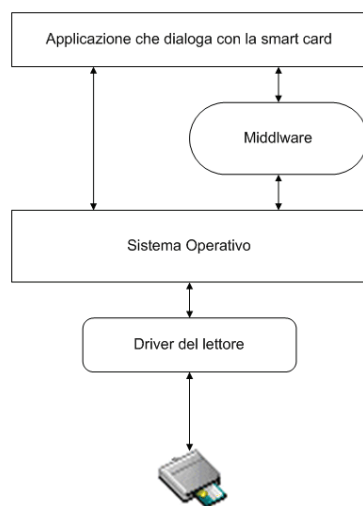 Applicazione che dialoga con la smart card
Middlware
Sistema Operativo
Driver del lettore